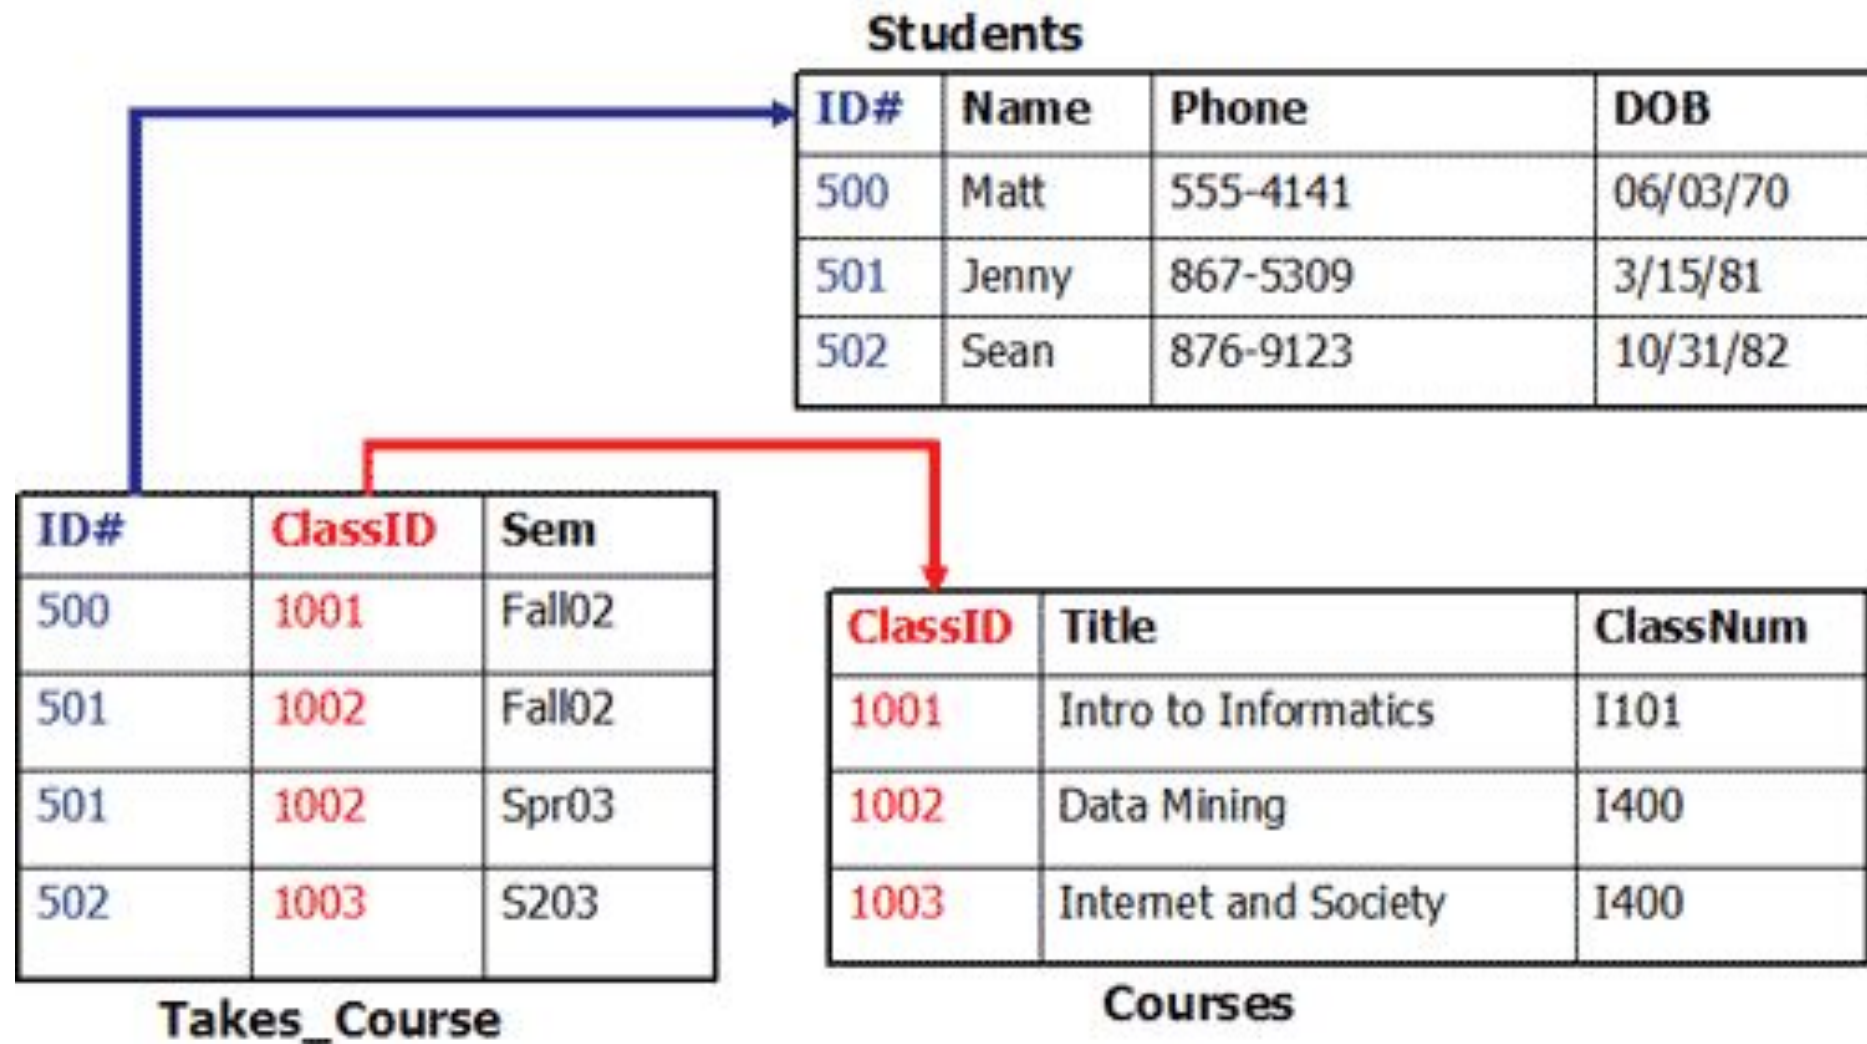 Students
ID# Name Phone DOB
500 Matt 555-4141 06/03/70
501 Jenny 867-5309 3/15/81
502 Sean 876-9123 10/31/82
ID# ClassID Sem
500 1001 Fall02
501 1002 Fall02
501 1002 Spr03
502 1003 S203
Takes_Course
ClassID Title ClassNum
1001 Intro to Informatics I101
1002 Data Mining I400
1003 Internet and Society I400
Courses